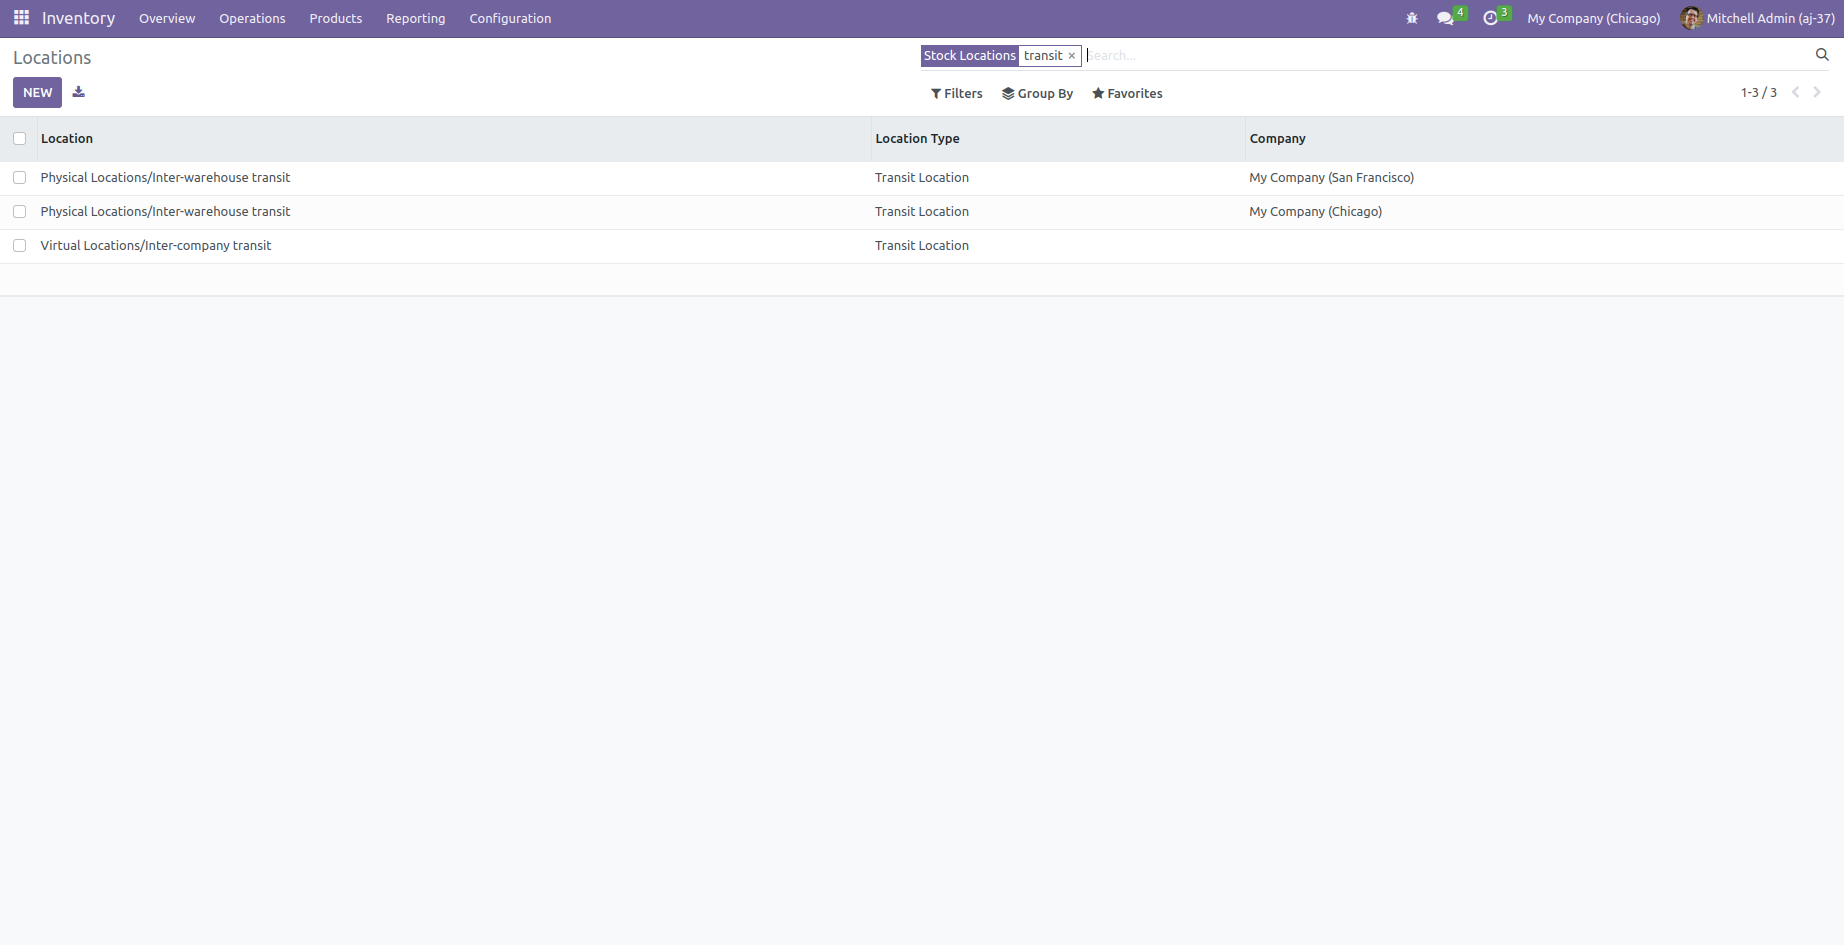 Inventory Overview Operations Products Reporting Configuration 4 3 My Company (Chicago) Mitchell Admin (aj-37)
Locations Stock Locations transit × Search...
NEW Filters Group By Favorites 1-3 / 3
Location Location Type Company
Physical Locations/Inter-warehouse transit Transit Location My Company (San Francisco)
Physical Locations/Inter-warehouse transit Transit Location My Company (Chicago)
Virtual Locations/Inter-company transit Transit Location